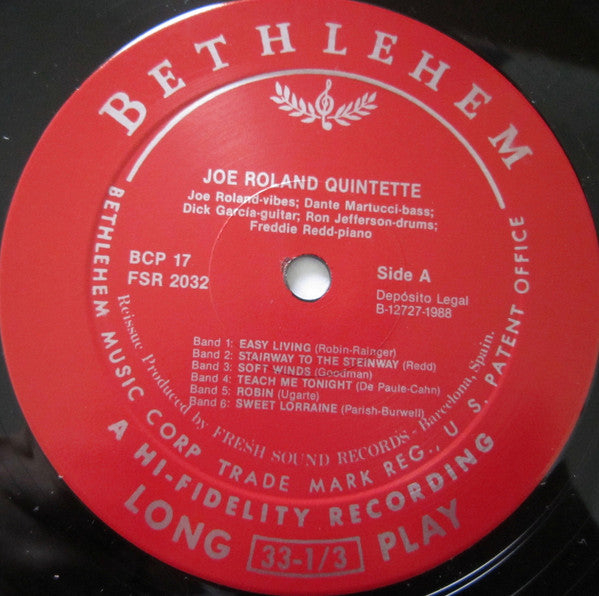 BETHLEHEM
JOE ROLAND QUINTETTE
Joe Roland-vibes; Dante Martucci-bass;
Dick Garcia-guitar; Ron Jefferson-drums;
Freddie Redd-piano
BCP 17
FSR 2032
Side A
Depósito Legal
B-12727-1988
Band 1: EASY LIVING (Robin-Rainger)
Band 2: STAIRWAY TO THE STEINWAY (Redd)
Band 3: SOFT WINDS (Goodman)
Band 4: TEACH ME TONIGHT (De Paule-Cahn)
Band 5: ROBIN (Ugarte)
Band 6: SWEET LORRAINE (Parish-Burwell)
Reissue Produced by FRESH SOUND RECORDS - Barcelona, Spain.
BETHLEHEM MUSIC CORP TRADE MARK REG., U. S. PATENT OFFICE
A HI-FIDELITY RECORDING
LONG 33-1/3 PLAY